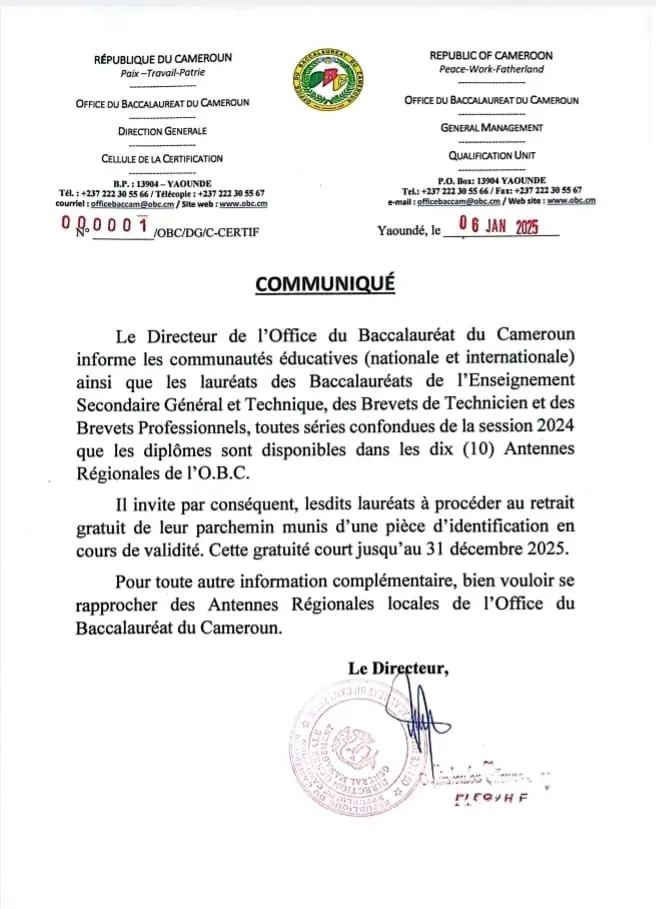 RÉPUBLIQUE DU CAMEROUN
Paix –Travail-Patrie
OFFICE DU BACCALAUREAT DU CAMEROUN
DIRECTION GENERALE
CELLULE DE LA CERTIFICATION
B.P. : 13904 – YAOUNDE
Tél. : +237 222 30 55 66 / Télécopie : +237 222 30 55 67
courriel : officebaccam@obc.cm / Site web : www.obc.cm
N° 000001 /OBC/DG/C-CERTIF
REPUBLIC OF CAMEROON
Peace-Work-Fatherland
OFFICE DU BACCALAUREAT DU CAMEROUN
GENERAL MANAGEMENT
QUALIFICATION UNIT
P.O. Box: 13904 YAOUNDE
Tel.: +237 222 30 55 66 / Fax: +237 222 30 55 67
e-mail : officebaccam@obc.cm / Web site : www.obc.cm
Yaoundé, le 06 JAN 2025
OFFICE DU BACCALAUREAT DU CAMEROUN
COMMUNIQUÉ
Le Directeur de l’Office du Baccalauréat du Cameroun
informe les communautés éducatives (nationale et internationale)
ainsi que les lauréats des Baccalauréats de l’Enseignement
Secondaire Général et Technique, des Brevets de Technicien et des
Brevets Professionnels, toutes séries confondues de la session 2024
que les diplômes sont disponibles dans les dix (10) Antennes
Régionales de l’O.B.C.
Il invite par conséquent, lesdits lauréats à procéder au retrait
gratuit de leur parchemin munis d’une pièce d’identification en
cours de validité. Cette gratuité court jusqu’au 31 décembre 2025.
Pour toute autre information complémentaire, bien vouloir se
rapprocher des Antennes Régionales locales de l’Office du
Baccalauréat du Cameroun.
Le Directeur,
DIRECTION GENERALE
GENERAL MANAGEMENT